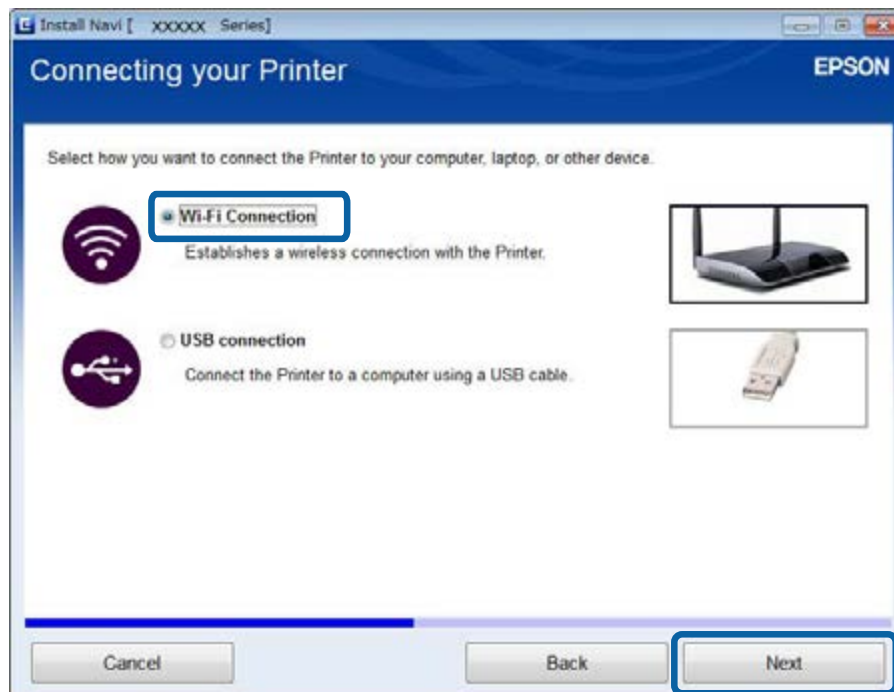 Install Navi [ XXXXX Series]
Connecting your Printer
EPSON
Select how you want to connect the Printer to your computer, laptop, or other device.
Wi-Fi Connection
Establishes a wireless connection with the Printer.
USB connection
Connect the Printer to a computer using a USB cable.
Cancel
Back
Next